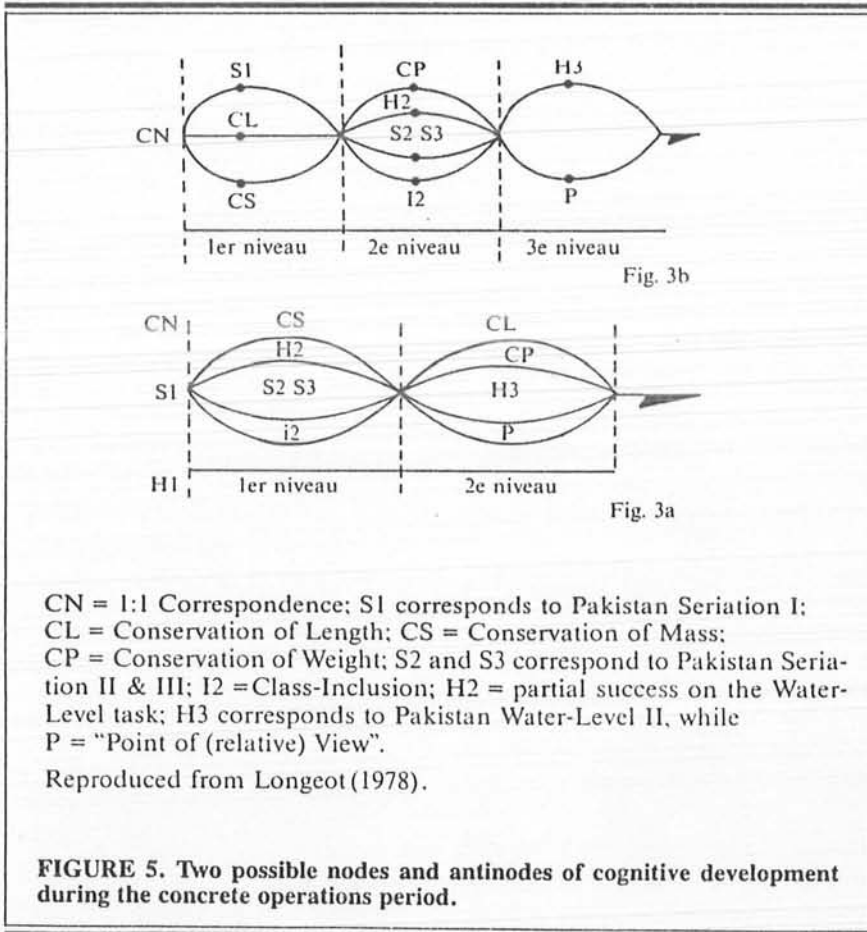 S1 CP H3
H2
CL S2 S3
CN
CS I2 P
1er niveau 2e niveau 3e niveau
Fig. 3b
CN CS CL
H2 CP
S1 S2 S3 H3
i2 P
H1 1er niveau 2e niveau
Fig. 3a
CN = 1:1 Correspondence; S1 corresponds to Pakistan Seriation I;
CL = Conservation of Length; CS = Conservation of Mass;
CP = Conservation of Weight; S2 and S3 correspond to Pakistan Seria-
tion II & III; I2 =Class-Inclusion; H2 = partial success on the Water-
Level task; H3 corresponds to Pakistan Water-Level II, while
P = “Point of (relative) View”.
Reproduced from Longeot (1978).
FIGURE 5. Two possible nodes and antinodes of cognitive development
during the concrete operations period.